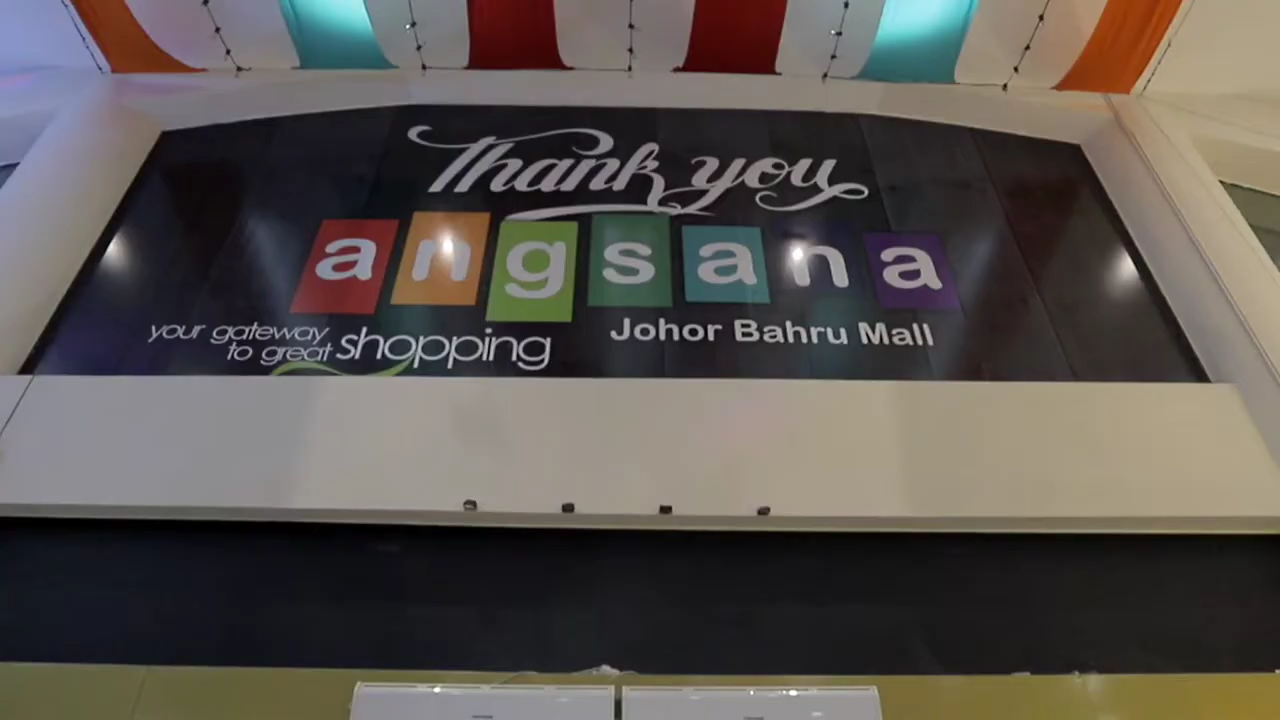 Thank you
angsana
your gateway
to great shopping
Johor Bahru Mall